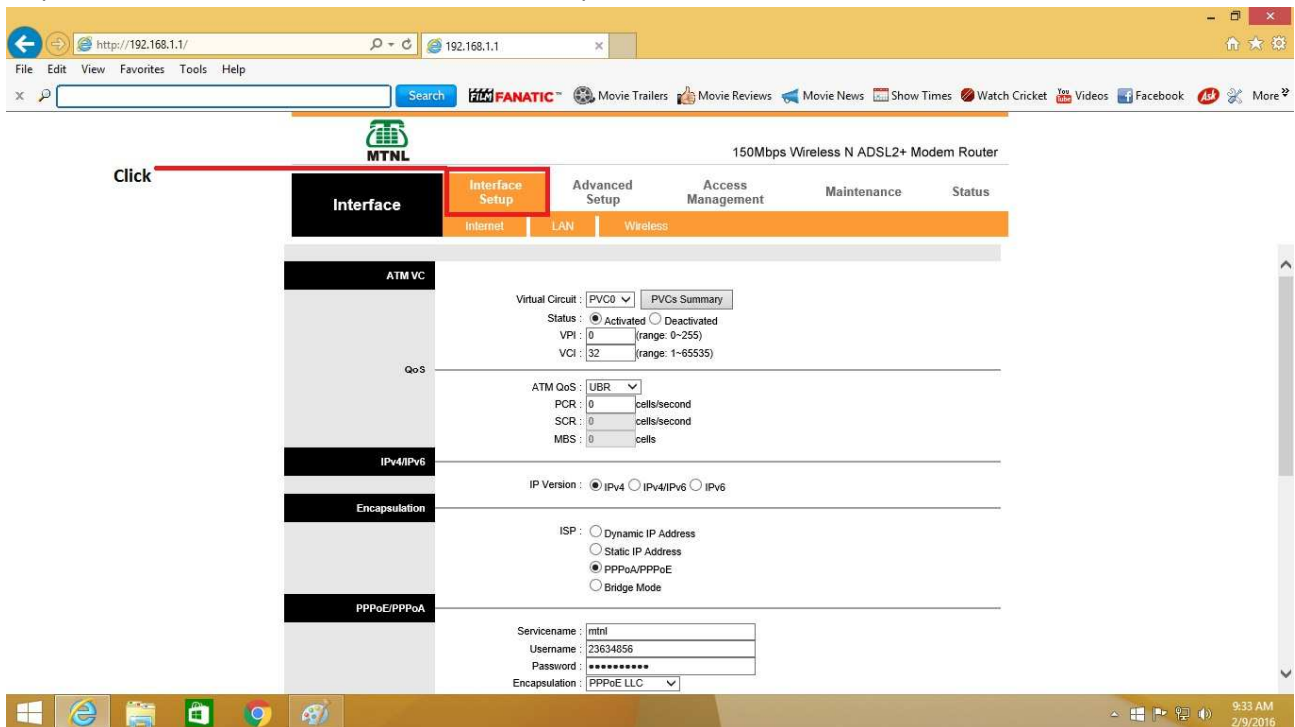 http://192.168.1.1/
192.168.1.1
File Edit View Favorites Tools Help
x Search FILMFANATIC™ Movie Trailers Movie Reviews Movie News Show Times Watch Cricket You Tube Videos Facebook Ask More
MTNL
150Mbps Wireless N ADSL2+ Modem Router
Click
Interface
Interface Setup Advanced Setup Access Management Maintenance Status
Internet LAN Wireless
ATM VC
Virtual Circuit : PVC0 PVCs Summary
Status : Activated Deactivated
VPI : 0 (range: 0~255)
VCI : 32 (range: 1~65535)
QoS
ATM QoS : UBR
PCR : 0 cells/second
SCR : 0 cells/second
MBS : 0 cells
IPv4/IPv6
IP Version : IPv4 IPv4/IPv6 IPv6
Encapsulation
ISP : Dynamic IP Address
Static IP Address
PPPoA/PPPoE
Bridge Mode
PPPoE/PPPoA
Servicename : mtnl
Username : 23634856
Password : ●●●●●●●●●●
Encapsulation : PPPoE LLC
9:33 AM
2/9/2016